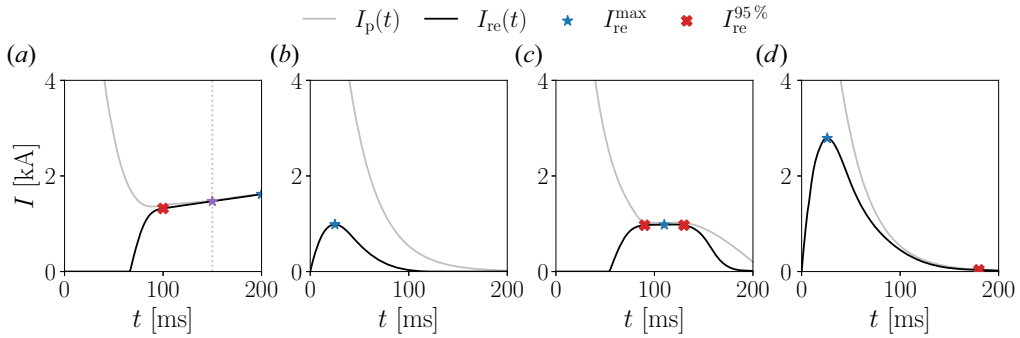 I_p(t) I_re(t) I_re^max I_re^95 %
(a) (b) (c) (d)
I [kA]
4 4 4 4
2 2 2 2
0 0 0 0
0 100 200 0 100 200 0 100 200 0 100 200
t [ms] t [ms] t [ms] t [ms]